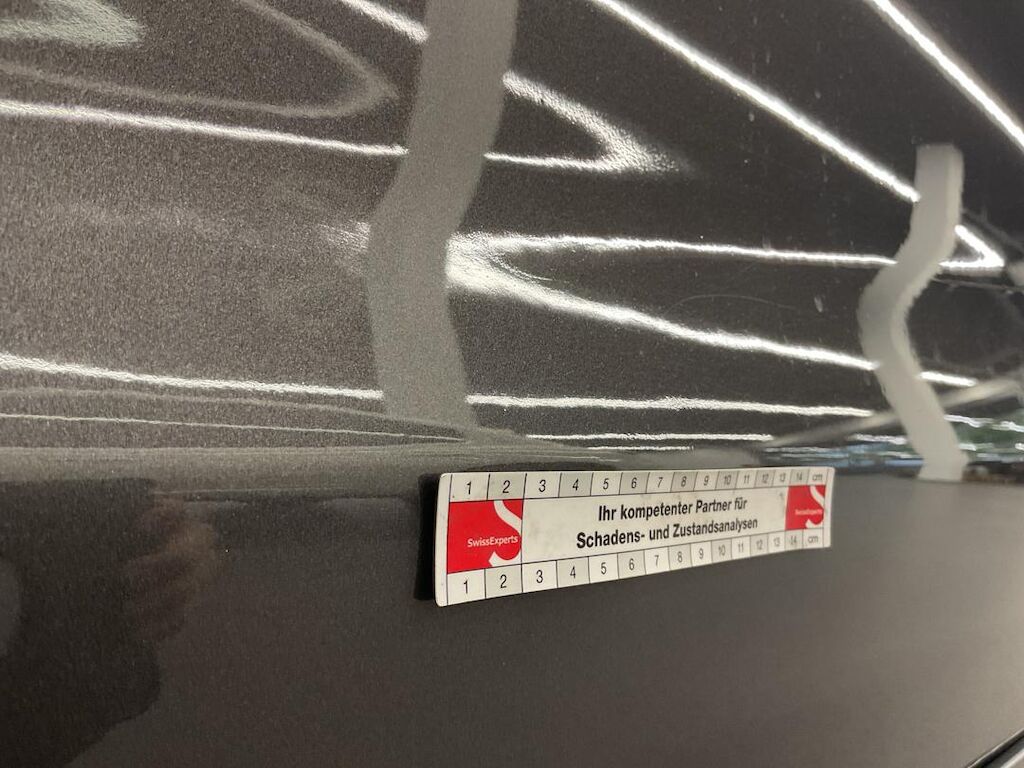 1 2 3 4 5 6 7 8 9 10 11 12 13 14 cm
SwissExperts
Ihr kompetenter Partner für
Schadens- und Zustandsanalysen
SwissExperts
1 2 3 4 5 6 7 8 9 10 11 12 13 14 cm